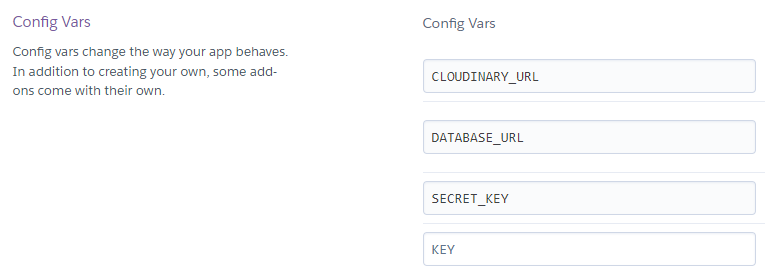 Config Vars
Config vars change the way your app behaves.
In addition to creating your own, some add-
ons come with their own.
Config Vars
CLOUDINARY_URL
DATABASE_URL
SECRET_KEY
KEY